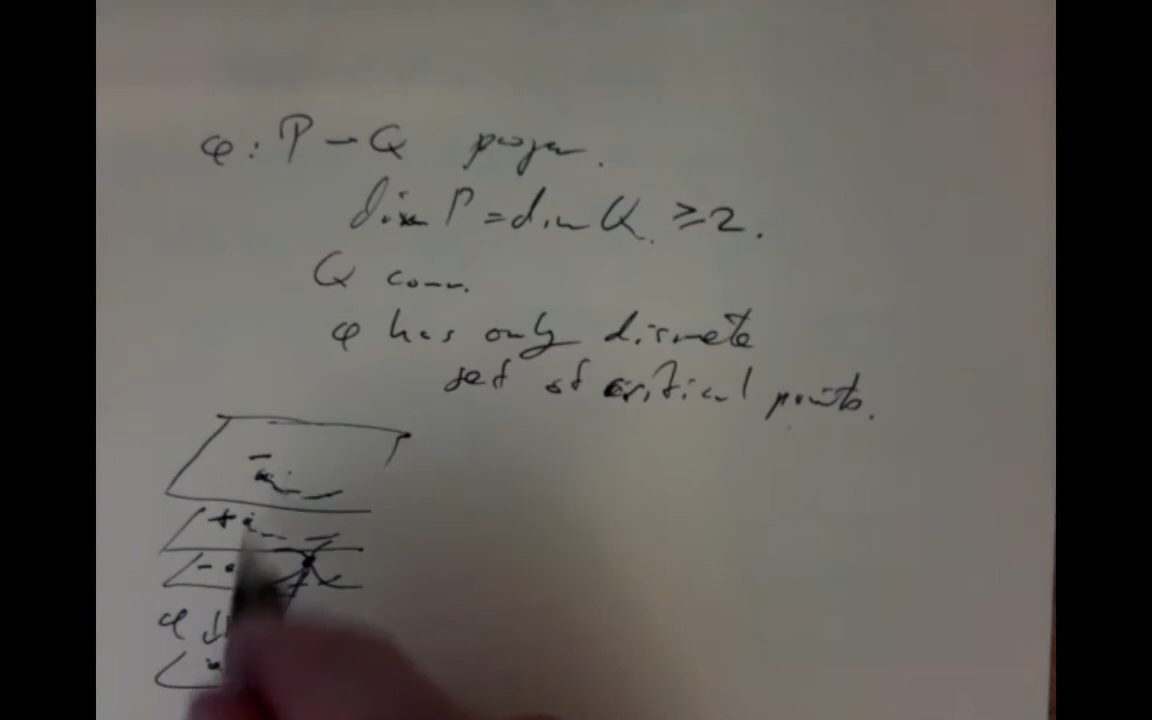 φ: P → Q proper.
dim P = dim Q ≥ 2.
Q conn.
φ has only discrete
set of critical points.
-
+
-
φ ↓